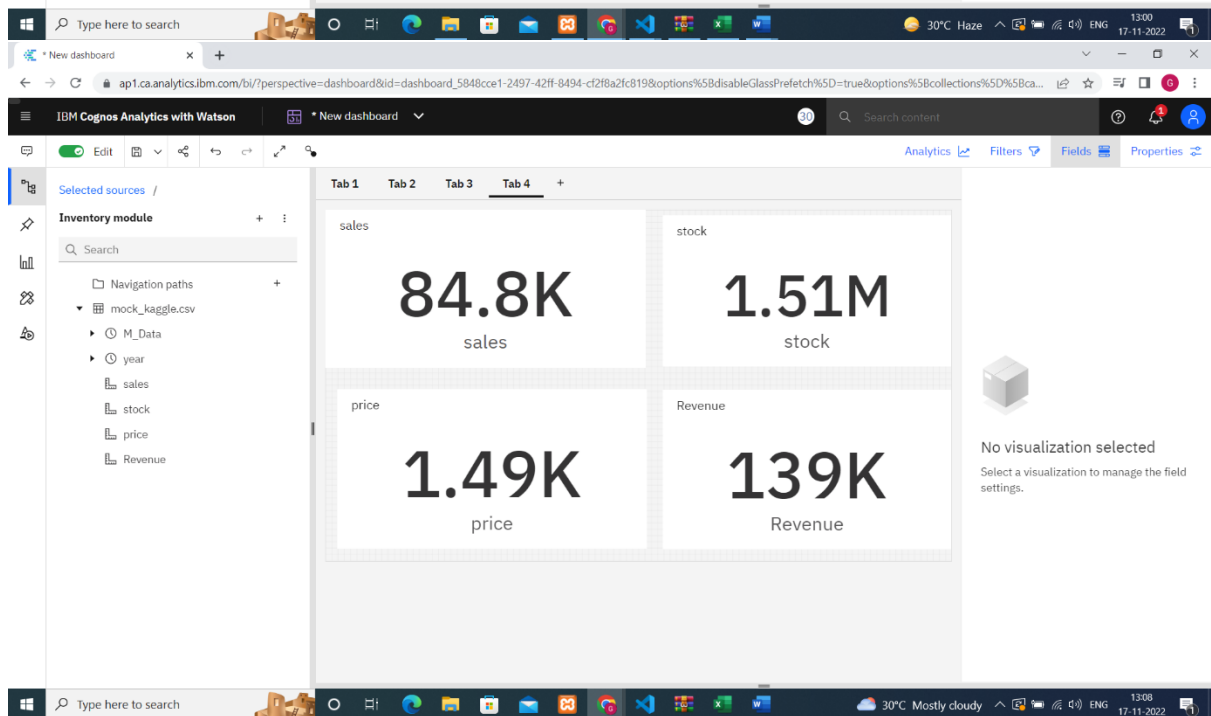 Type here to search
30°C Haze
ENG
13:00
17-11-2022
1
* New dashboard
ap1.ca.analytics.ibm.com/bi/?perspective=dashboard&id=dashboard_5848cce1-2497-42ff-8494-cf2f8a2fc819&options%5BdisableGlassPrefetch%5D=true&options%5Bcollections%5D%5Bca...
G
IBM Cognos Analytics with Watson
* New dashboard
30
Search content
1
Edit
Analytics
Filters
Fields
Properties
Selected sources /
Inventory module
Search
Navigation paths
mock_kaggle.csv
M_Data
year
sales
stock
price
Revenue
Tab 1 Tab 2 Tab 3 Tab 4 +
sales
84.8K
sales
stock
1.51M
stock
price
1.49K
price
Revenue
139K
Revenue
No visualization selected
Select a visualization to manage the field
settings.
Type here to search
30°C Mostly cloudy
ENG
13:08
17-11-2022
1